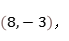 (8, − 3),